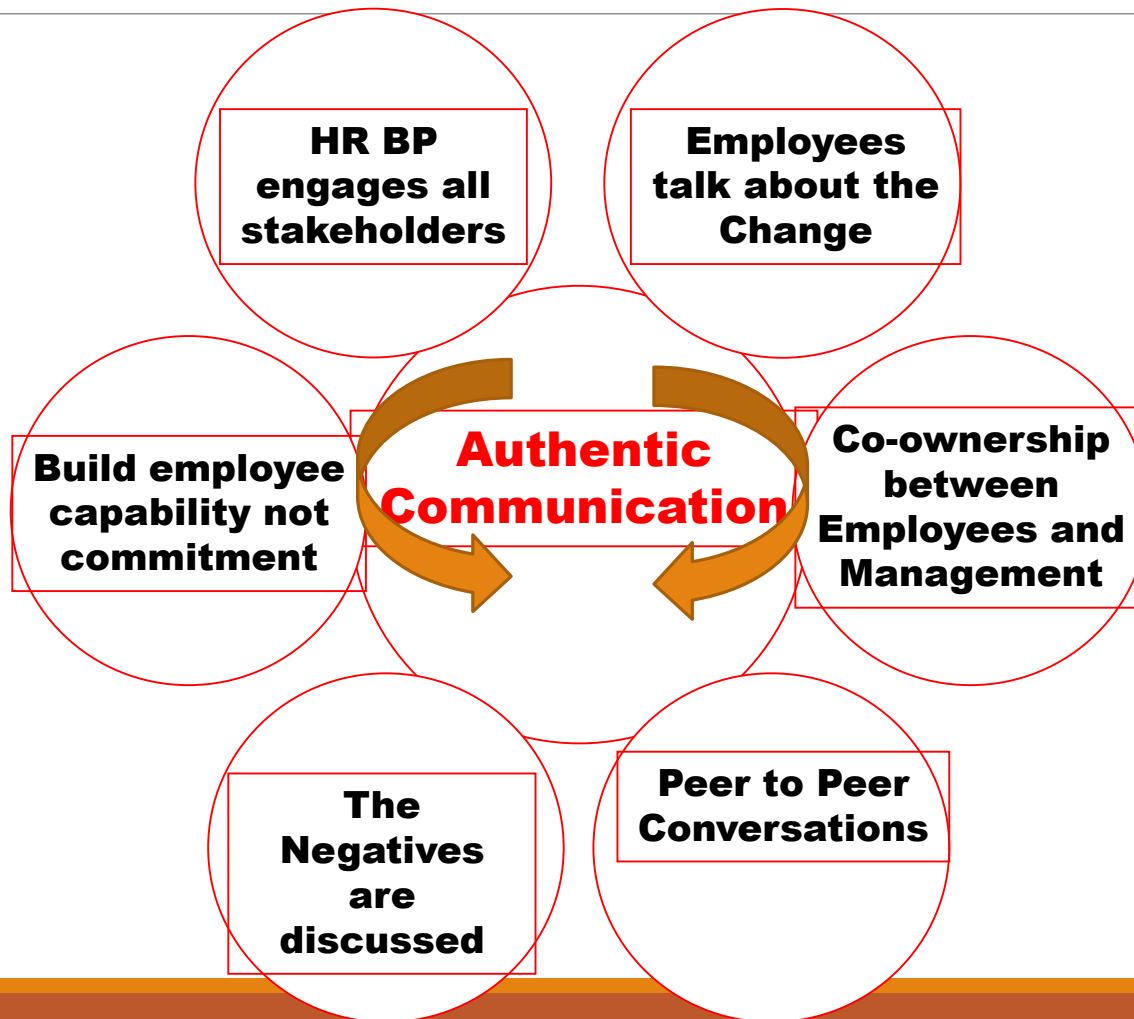 HR BP
engages all
stakeholders
Employees
talk about the
Change
Build employee
capability not
commitment
Authentic
Communication
Co-ownership
between
Employees and
Management
The
Negatives
are
discussed
Peer to Peer
Conversations